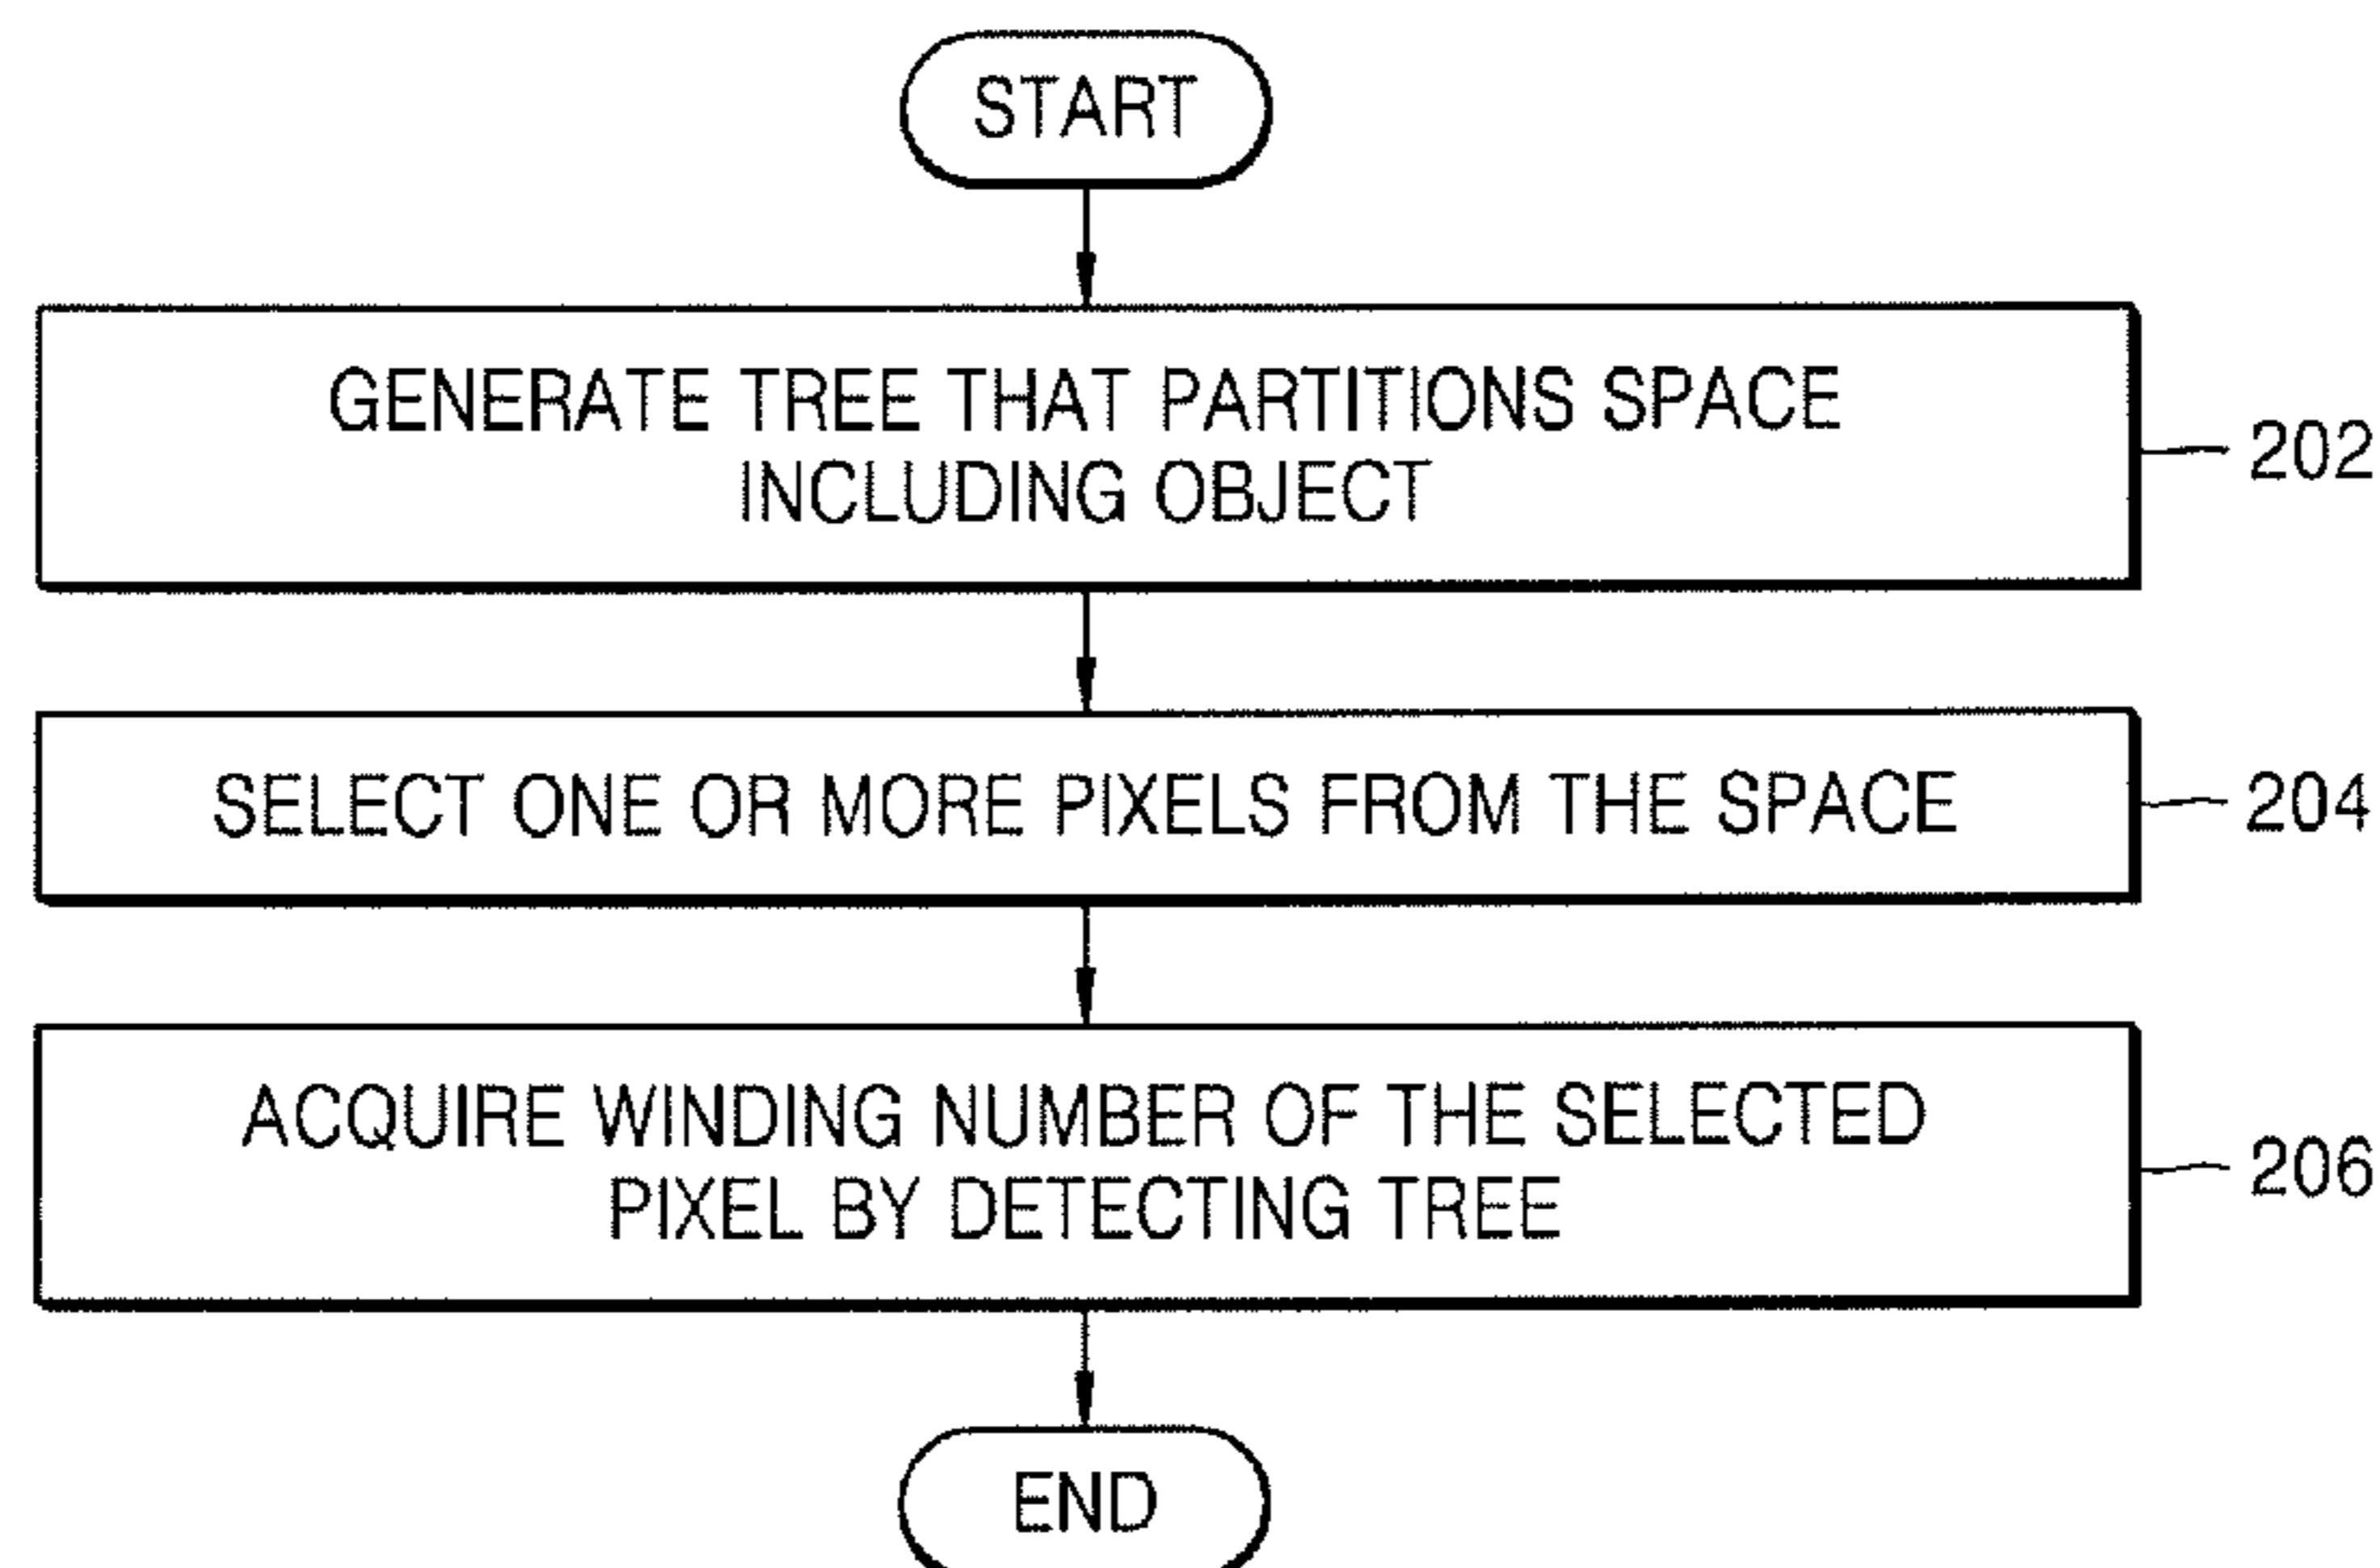 START
GENERATE TREE THAT PARTITIONS SPACE
INCLUDING OBJECT
202
SELECT ONE OR MORE PIXELS FROM THE SPACE
204
ACQUIRE WINDING NUMBER OF THE SELECTED
PIXEL BY DETECTING TREE
206
END